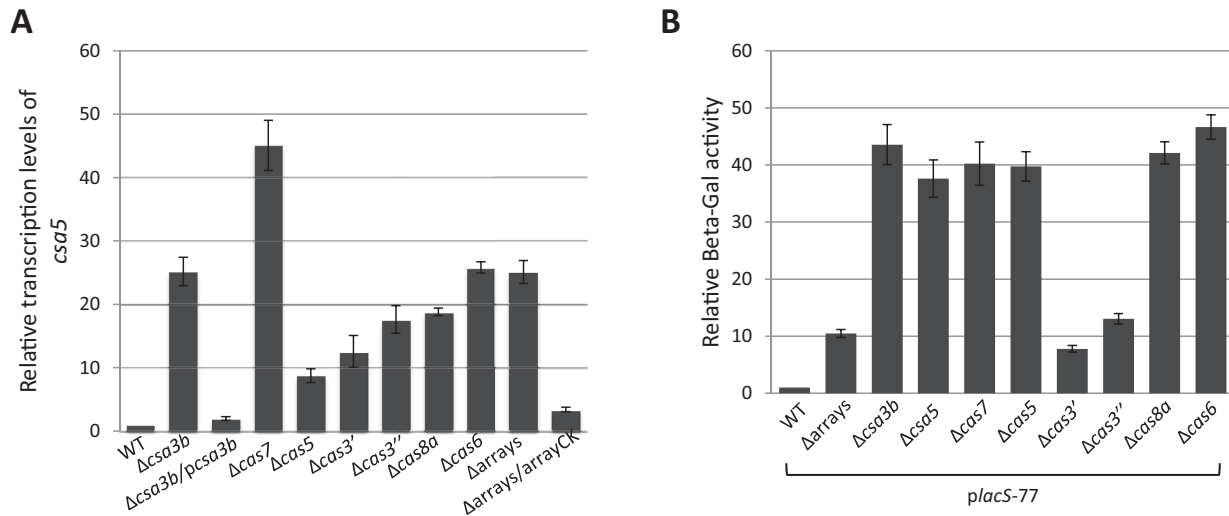 A
Relative transcription levels of
csa5
60
50
40
30
20
10
0
WT
Δcsa3b
Δcsa3b/pcsa3b
Δcas7
Δcas5
Δcas3'
Δcas3''
Δcas8a
Δcas6
Δarrays
Δarrays/arrayCK
B
Relative Beta-Gal activity
60
50
40
30
20
10
0
WT
Δarrays
Δcsa3b
Δcsa5
Δcas7
Δcas5
Δcas3'
Δcas3''
Δcas8a
Δcas6
placS-77